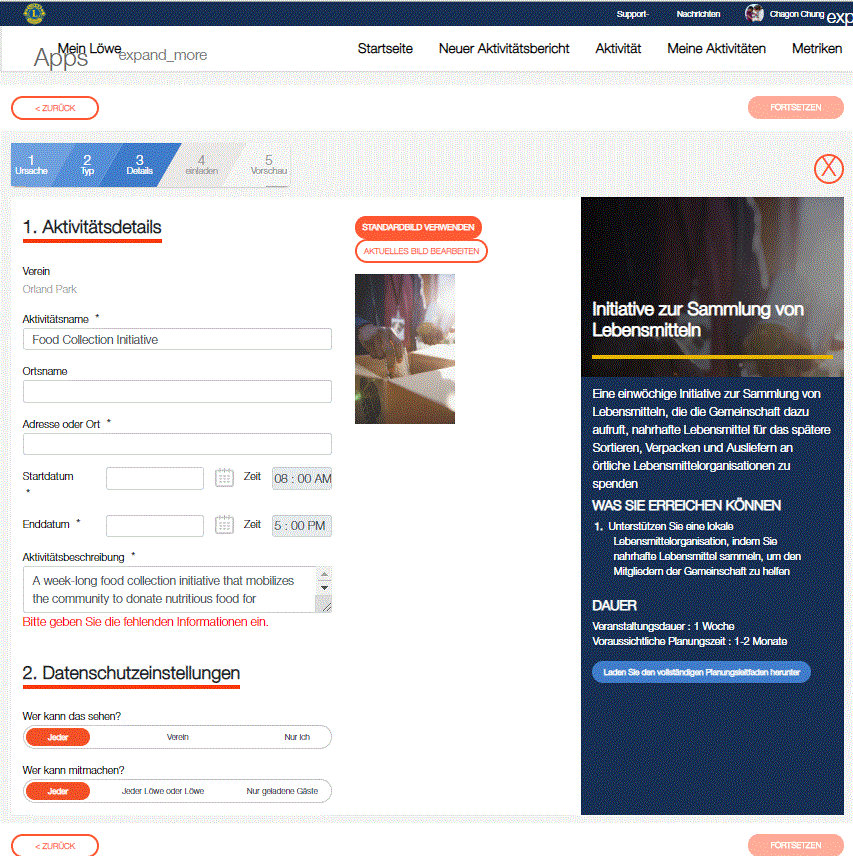 Support-
Nachrichten
Chagon Chung
exp
Mein Löwe
Apps
expand_more
Startseite
Neuer Aktivitätsbericht
Aktivität
Meine Aktivitäten
Metriken
< ZURÜCK
FORTSETZEN
1
Ursache
2
Typ
3
Details
4
einladen
5
Vorschau
X
1. Aktivitätsdetails
Verein
Orland Park
Aktivitätsname *
Food Collection Initiative
Ortsname
Adresse oder Ort *
Startdatum
*
Zeit
08 : 00 AM
Enddatum *
Zeit
5 : 00 PM
Aktivitätsbeschreibung *
A week-long food collection initiative that mobilizes
the community to donate nutritious food for
Bitte geben Sie die fehlenden Informationen ein.
2. Datenschutzeinstellungen
Wer kann das sehen?
Jeder
Verein
Nur ich
Wer kann mitmachen?
Jeder
Jeder Löwe oder Löwe
Nur geladene Gäste
STANDARDBILD VERWENDEN
AKTUELLES BILD BEARBEITEN
Initiative zur Sammlung von
Lebensmitteln
Eine einwöchige Initiative zur Sammlung von
Lebensmitteln, die die Gemeinschaft dazu
aufruft, nahrhafte Lebensmittel für das spätere
Sortieren, Verpacken und Ausliefern an
örtliche Lebensmittelorganisationen zu
spenden
WAS SIE ERREICHEN KÖNNEN
1. Unterstützen Sie eine lokale
Lebensmittelorganisation, indem Sie
nahrhafte Lebensmittel sammeln, um den
Mitgliedern der Gemeinschaft zu helfen
DAUER
Veranstaltungsdauer : 1 Woche
Voraussichtliche Planungszeit : 1-2 Monate
Laden Sie den vollständigen Planungsleitfaden herunter
< ZURÜCK
FORTSETZEN